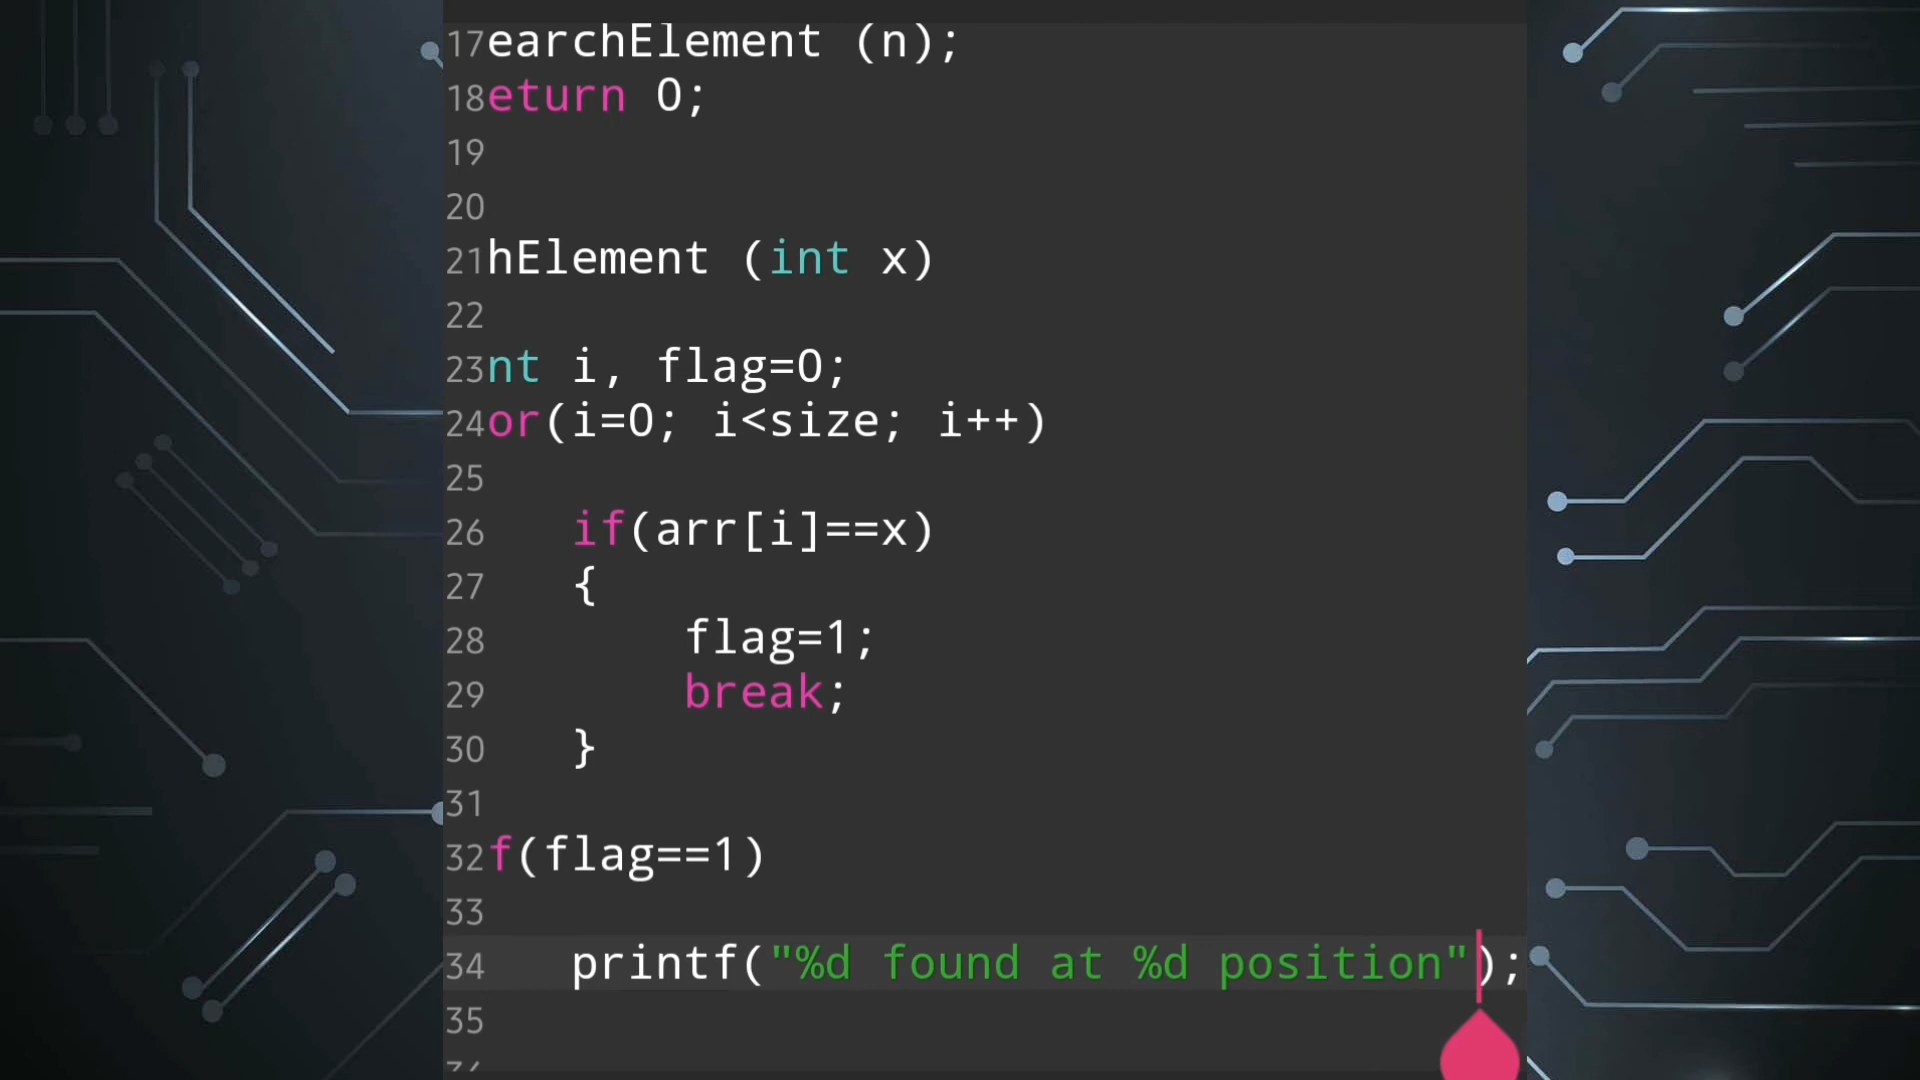 17earchElement (n);
18eturn 0;
19
20
21hElement (int x)
22
23nt i, flag=0;
24or(i=0; i<size; i++)
25
26 if(arr[i]==x)
27 {
28 flag=1;
29 break;
30 }
31
32f(flag==1)
33
34 printf("%d found at %d position");
35